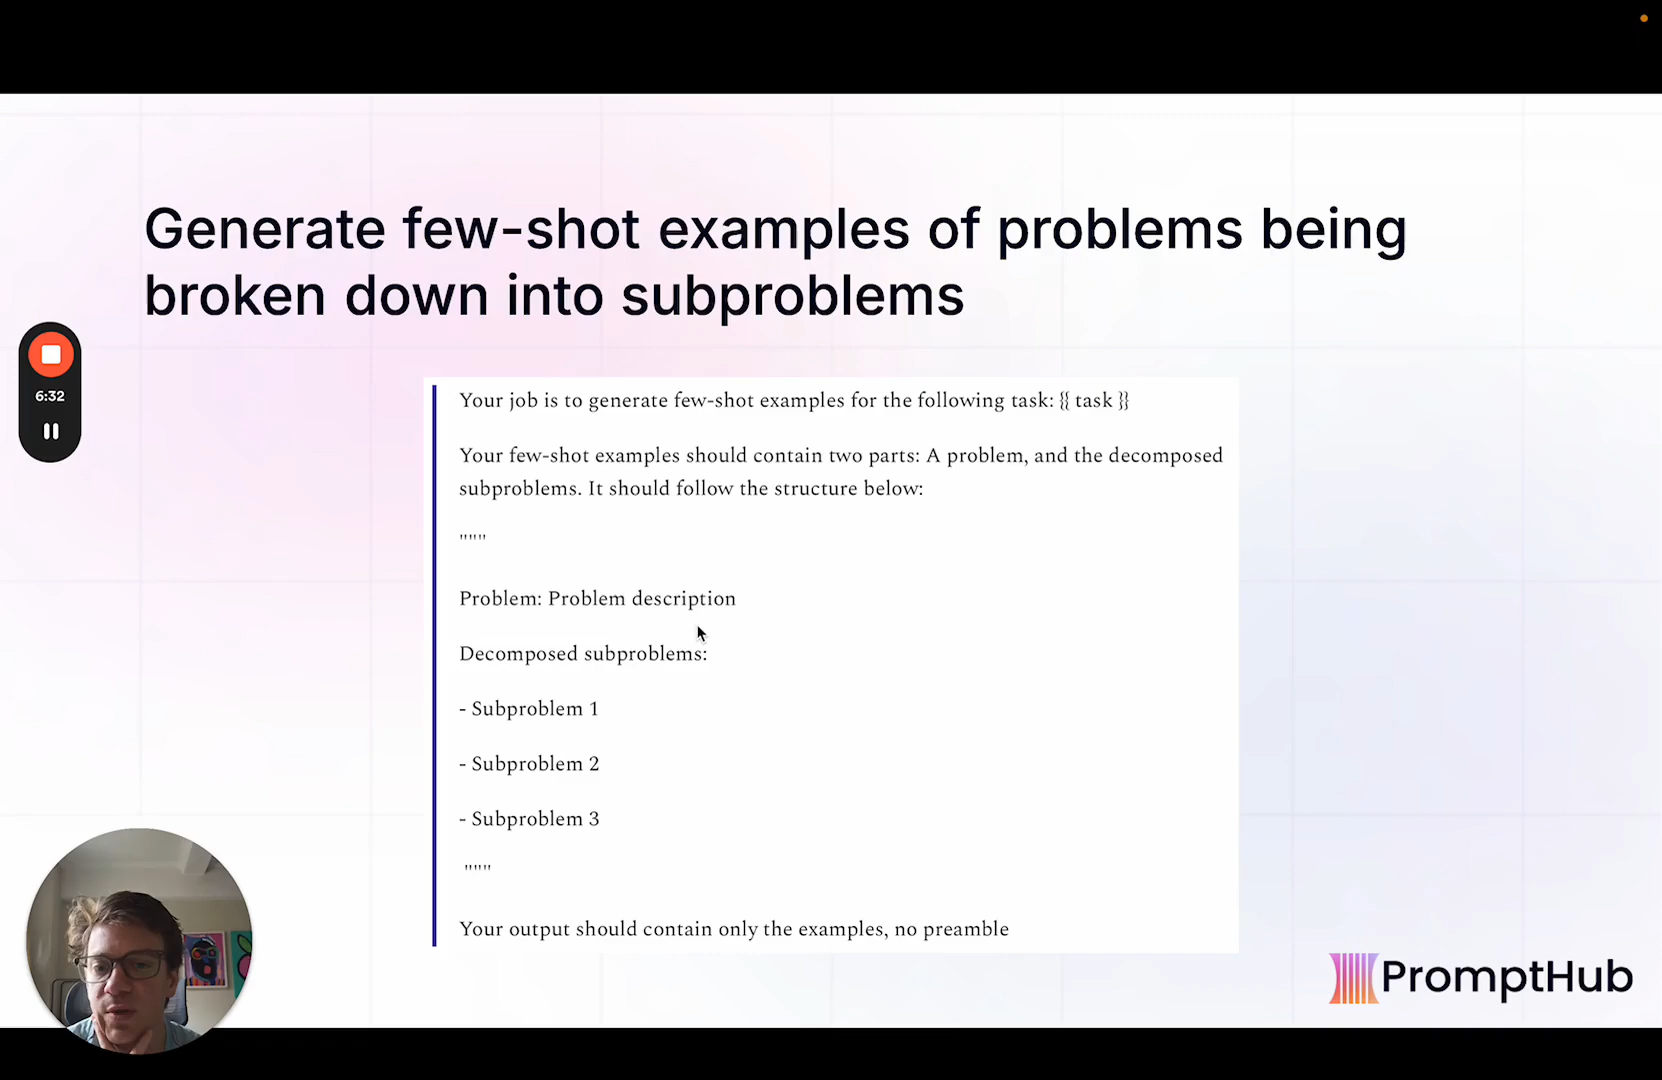 Generate few-shot examples of problems being
broken down into subproblems
6:32
Your job is to generate few-shot examples for the following task: {{ task }}
Your few-shot examples should contain two parts: A problem, and the decomposed
subproblems. It should follow the structure below:
"""
Problem: Problem description
Decomposed subproblems:
- Subproblem 1
- Subproblem 2
- Subproblem 3
"""
Your output should contain only the examples, no preamble
PromptHub